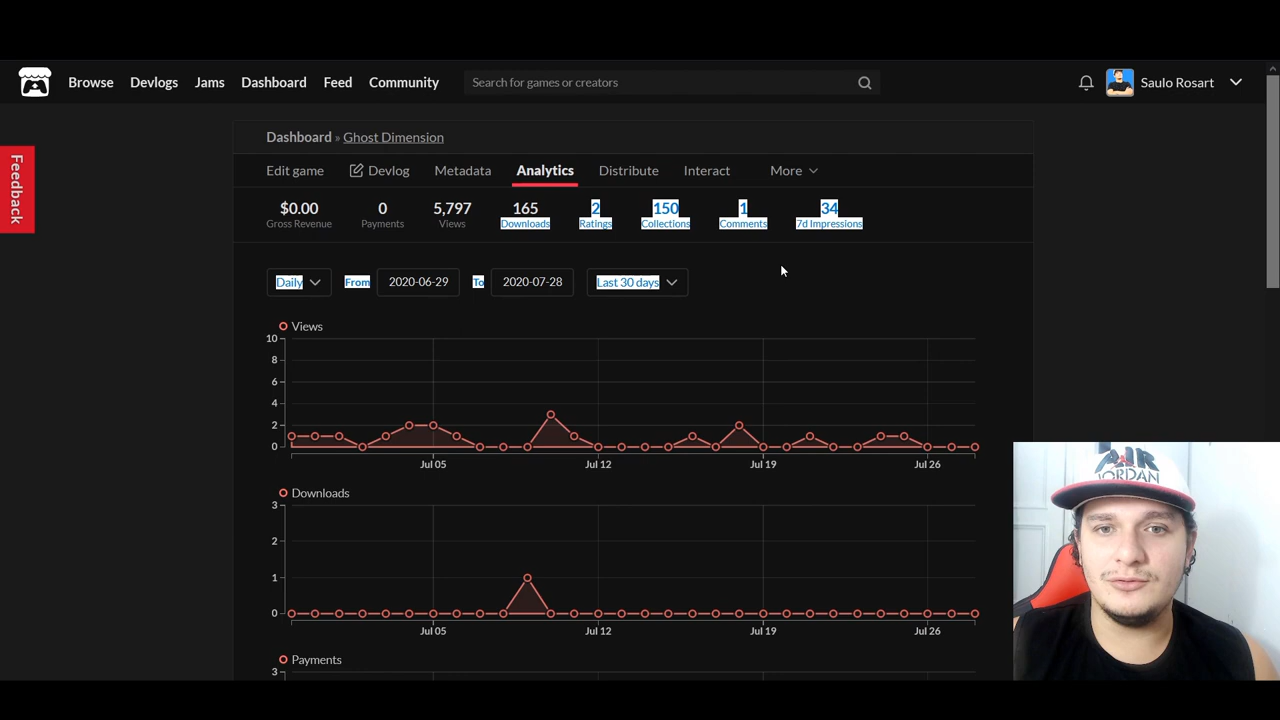 Browse Devlogs Jams Dashboard Feed Community Search for games or creators Saulo Rosart
Feedback
Dashboard » Ghost Dimension
Edit game Devlog Metadata Analytics Distribute Interact More
$0.00 0 5,797 165 2 150 1 34
Gross Revenue Payments Views Downloads Ratings Collections Comments 7d Impressions
Daily From 2020-06-29 To 2020-07-28 Last 30 days
Views
10
8
6
4
2
0
Jul 05 Jul 12 Jul 19 Jul 26
Downloads
3
2
1
0
Jul 05 Jul 12 Jul 19 Jul 26
Payments
3
AIR
JORDAN